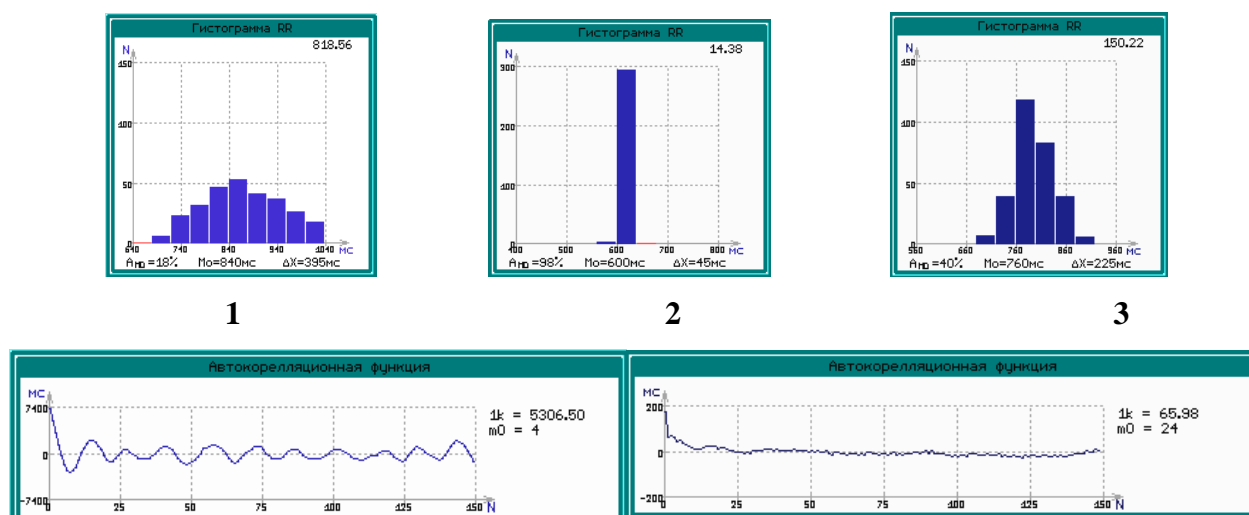 Гистограмма RR
818.56
N
150
100
50
0
640 740 840 940 1040 мс
Aмо=18% Mo=840мс ΔX=395мс
Гистограмма RR
14.38
N
300
200
100
0
400 500 600 700 800 мс
Aмо=98% Mo=600мс ΔX=45мс
Гистограмма RR
150.22
N
150
100
50
0
560 660 760 860 960 мс
Aмо=40% Mo=760мс ΔX=225мс
1 2 3
Автокорелляционная функция
мс
7400
0
-7400
0 25 50 75 100 125 150 N
1k = 5306.50
m0 = 4
Автокорелляционная функция
мс
200
0
-200
0 25 50 75 100 125 150 N
1k = 65.98
m0 = 24